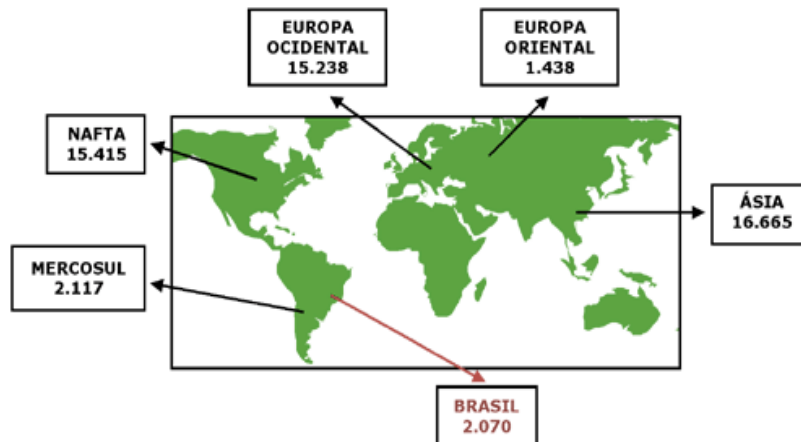 EUROPA
OCIDENTAL
15.238
EUROPA
ORIENTAL
1.438
NAFTA
15.415
ÁSIA
16.665
MERCOSUL
2.117
BRASIL
2.070